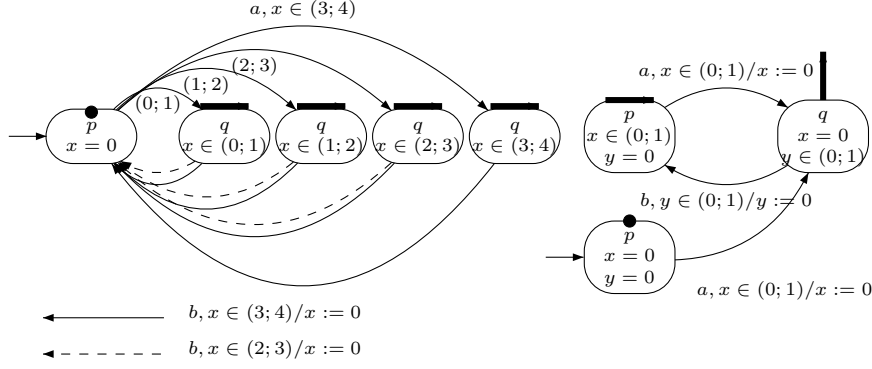 a, x ∈ (3; 4)
(2; 3)
(1; 2)
(0; 1)
p
x = 0
q
x ∈ (0; 1)
q
x ∈ (1; 2)
q
x ∈ (2; 3)
q
x ∈ (3; 4)
b, x ∈ (3; 4)/x := 0
b, x ∈ (2; 3)/x := 0
a, x ∈ (0; 1)/x := 0
p
x ∈ (0; 1)
y = 0
q
x = 0
y ∈ (0; 1)
b, y ∈ (0; 1)/y := 0
p
x = 0
y = 0
a, x ∈ (0; 1)/x := 0